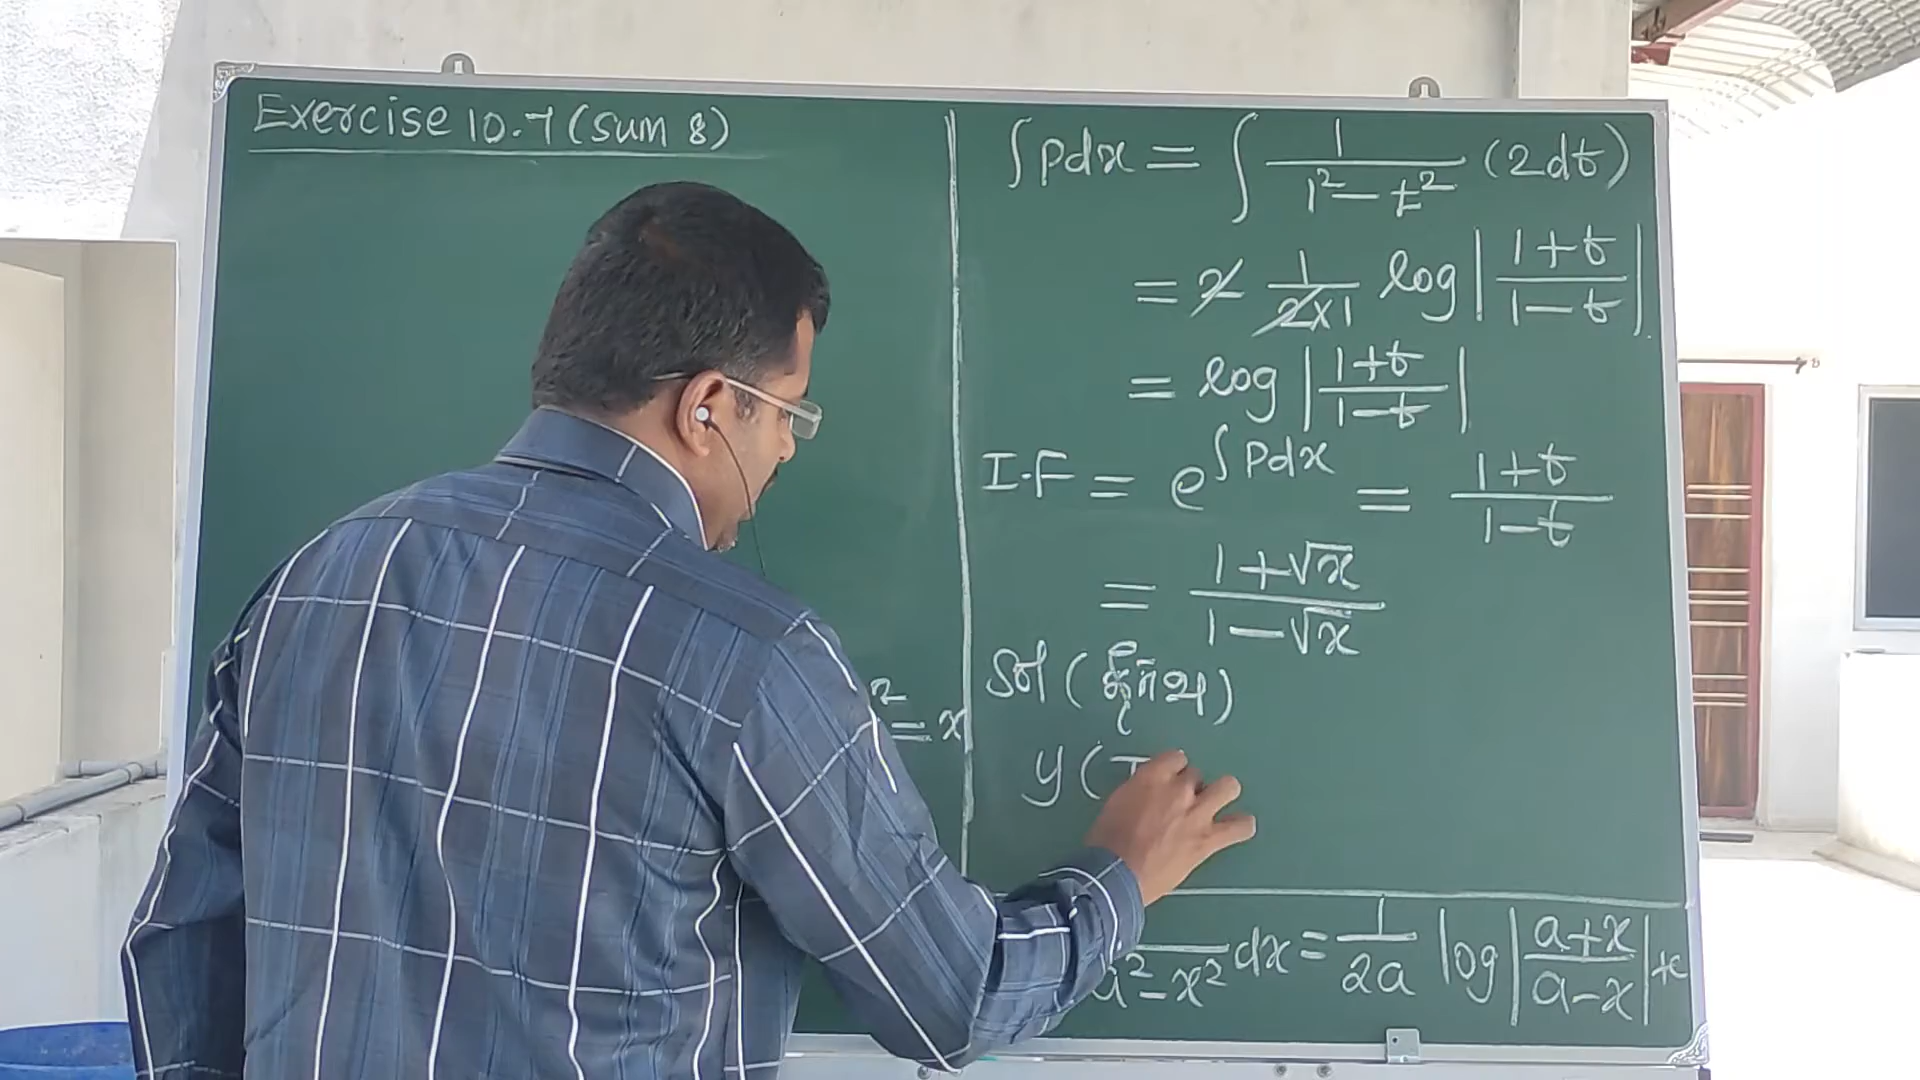 Exercise 10.7 (sum 8)
² = x
∫ Pdx = ∫ 1/(1² - t²) (2dt)
= 2 1/(2×1) log |(1+t)/(1-t)|
= log |(1+t)/(1-t)|
I.F = e^∫Pdx = (1+t)/(1-t)
= (1+√x)/(1-√x)
Sol (
y (I
a² - x² dx = 1/2a log |(a+x)/(a-x)| + c